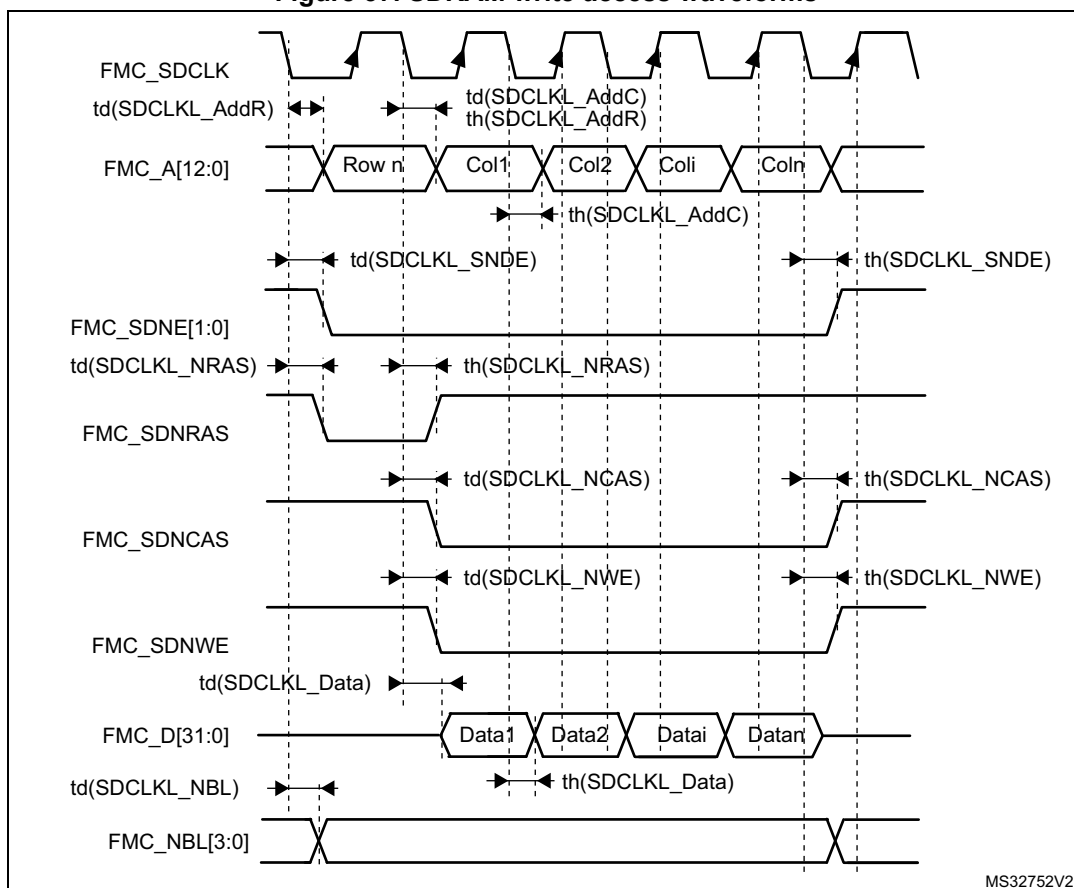 FMC_SDCLK
td(SDCLKL_AddR)
td(SDCLKL_AddC)
th(SDCLKL_AddR)
FMC_A[12:0]
Row n
Col1
Col2
Coli
Coln
th(SDCLKL_AddC)
td(SDCLKL_SNDE)
th(SDCLKL_SNDE)
FMC_SDNE[1:0]
td(SDCLKL_NRAS)
th(SDCLKL_NRAS)
FMC_SDNRAS
td(SDCLKL_NCAS)
th(SDCLKL_NCAS)
FMC_SDNCAS
td(SDCLKL_NWE)
th(SDCLKL_NWE)
FMC_SDNWE
td(SDCLKL_Data)
FMC_D[31:0]
Data1
Data2
Datai
Datan
th(SDCLKL_Data)
td(SDCLKL_NBL)
FMC_NBL[3:0]
MS32752V2